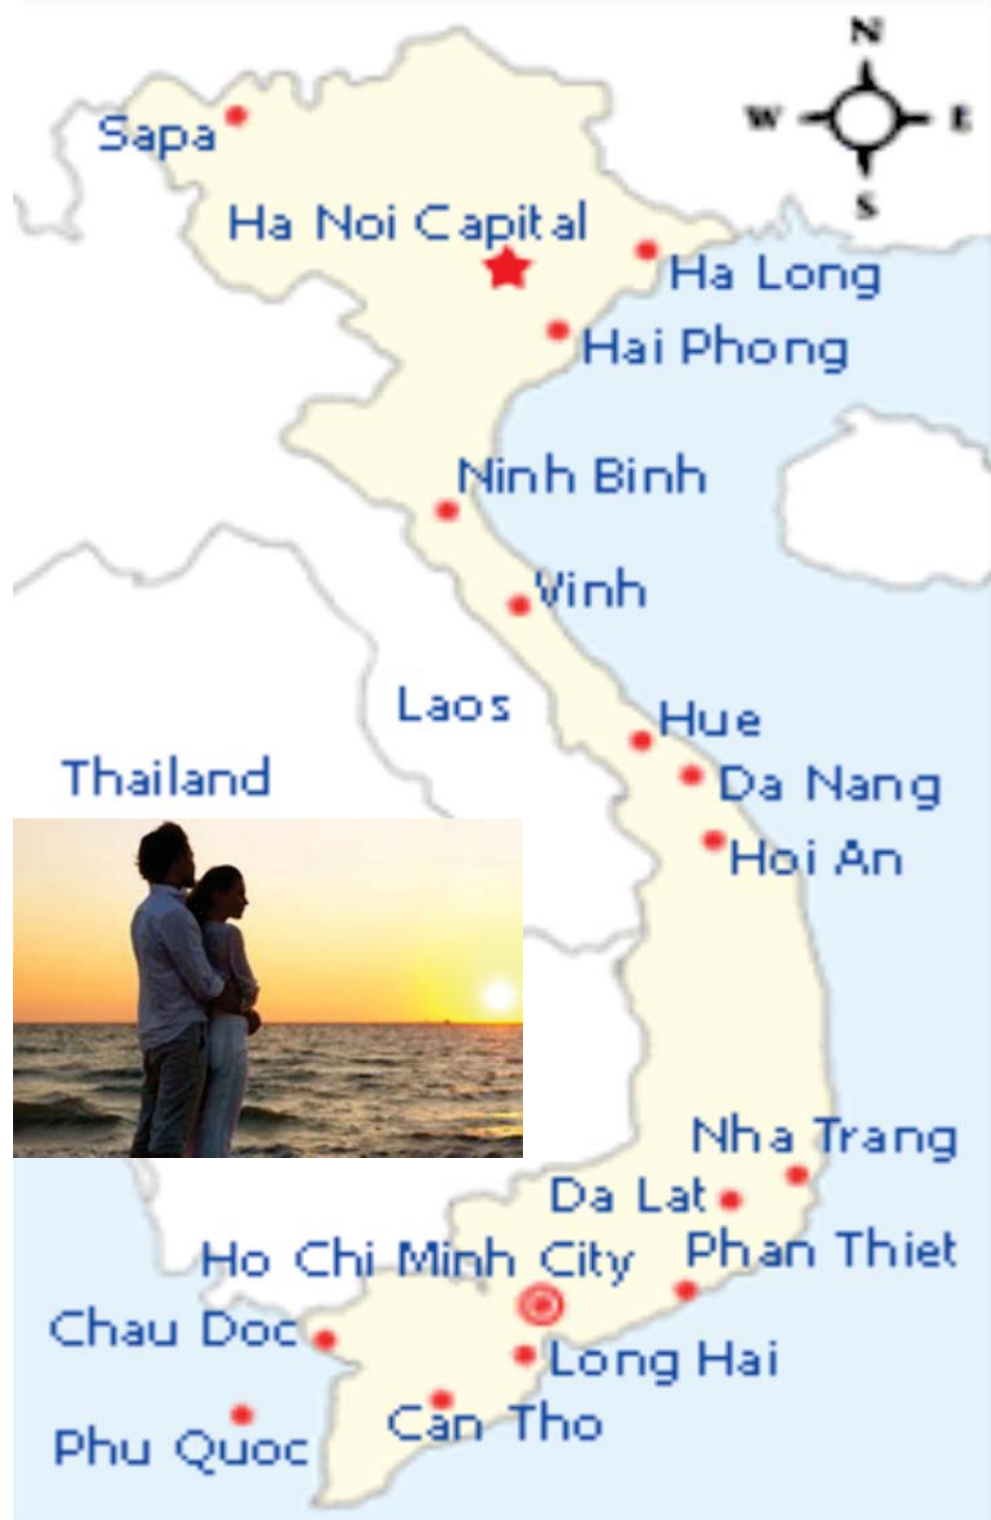 N
W E
S
Sapa
Ha Noi Capital
Ha Long
Hai Phong
Ninh Binh
Vinh
Laos
Hue
Thailand
Da Nang
Hoi An
Nha Trang
Da Lat
Phan Thiet
Ho Chi Minh City
Chau Doc
Long Hai
Can Tho
Phu Quoc